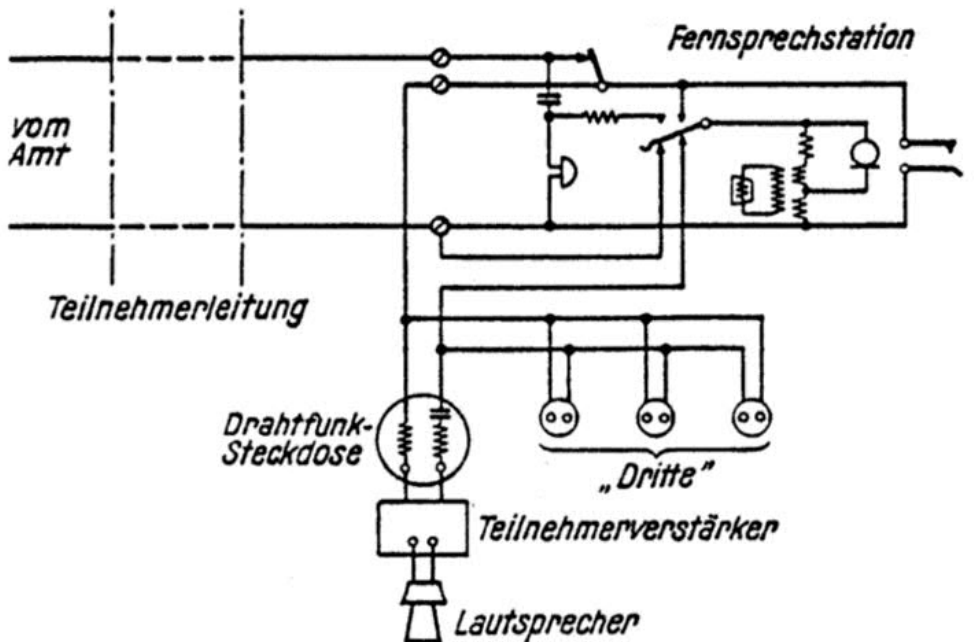 Fernsprechstation
vom
Amt
Teilnehmerleitung
Drahtfunk-
Steckdose
„Dritte"
Teilnehmerverstärker
Lautsprecher